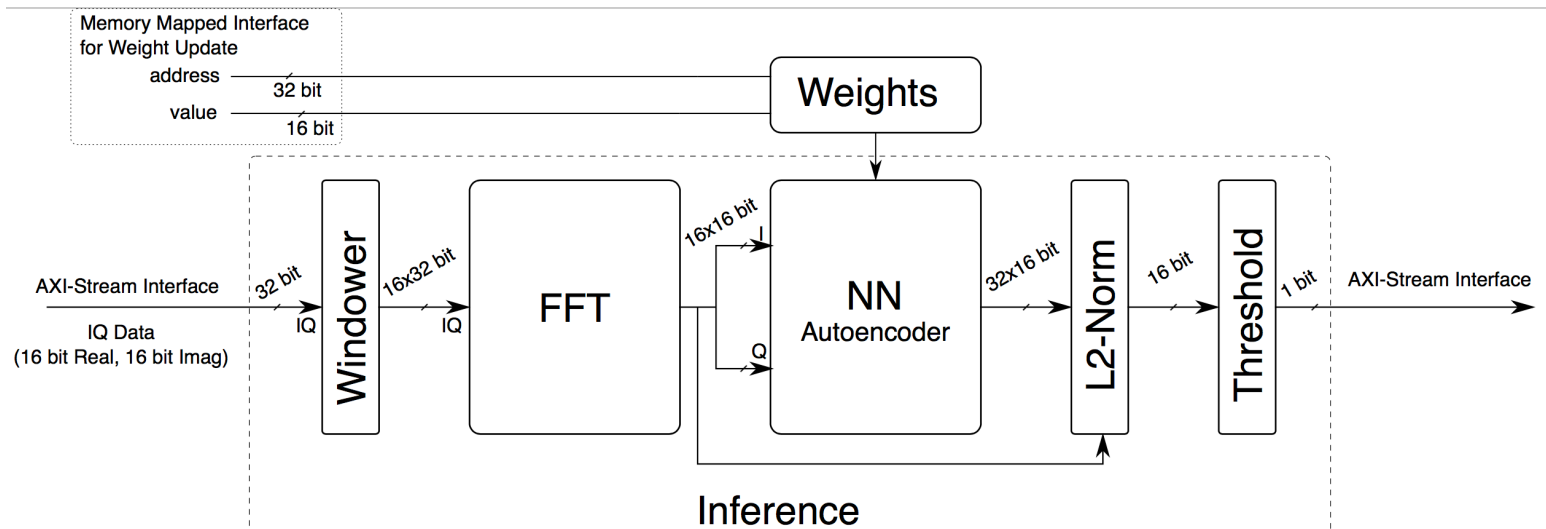 Memory Mapped Interface
for Weight Update
address
32 bit
value
16 bit
Weights
AXI-Stream Interface
IQ Data
(16 bit Real, 16 bit Imag)
32 bit
IQ
Windower
16x32 bit
IQ
FFT
16x16 bit
I
Q
NN
Autoencoder
32x16 bit
L2-Norm
16 bit
Threshold
1 bit
AXI-Stream Interface
Inference